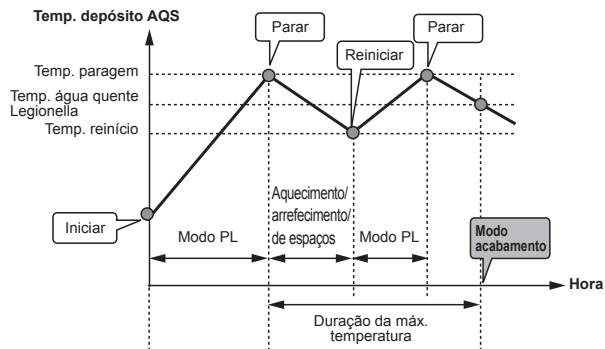 Temp. depósito AQS
Parar
Parar
Reiniciar
Temp. paragem
Temp. água quente
Legionella
Temp. reinício
Iniciar
Modo PL
Aquecimento/
arrefecimento/
de espaços
Modo PL
Modo
acabamento
Hora
Duração da máx.
temperatura